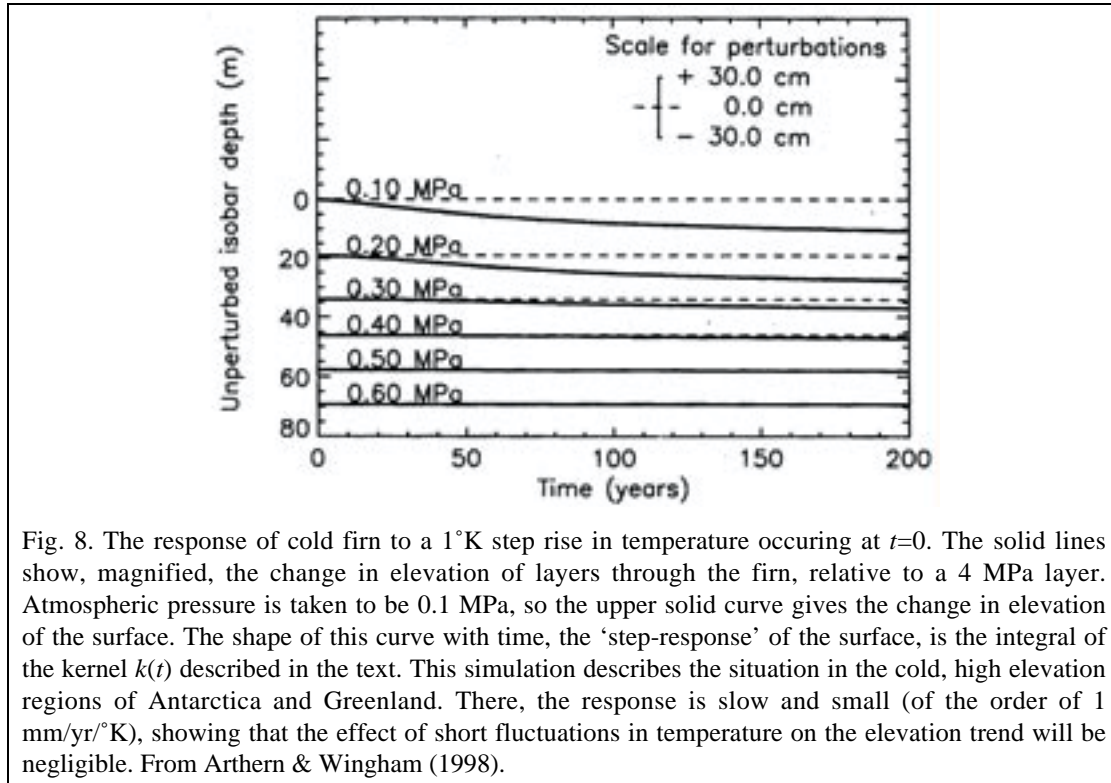 Scale for perturbations
+ 30.0 cm
0.0 cm
− 30.0 cm
Unperturbed isobar depth (m)
0
20
40
60
80
0.10 MPa
0.20 MPa
0.30 MPa
0.40 MPa
0.50 MPa
0.60 MPa
0 50 100 150 200
Time (years)
Fig. 8. The response of cold firn to a 1˚K step rise in temperature occuring at t=0. The solid lines
show, magnified, the change in elevation of layers through the firn, relative to a 4 MPa layer.
Atmospheric pressure is taken to be 0.1 MPa, so the upper solid curve gives the change in elevation
of the surface. The shape of this curve with time, the ‘step-response’ of the surface, is the integral of
the kernel k(t) described in the text. This simulation describes the situation in the cold, high elevation
regions of Antarctica and Greenland. There, the response is slow and small (of the order of 1
mm/yr/˚K), showing that the effect of short fluctuations in temperature on the elevation trend will be
negligible. From Arthern & Wingham (1998).